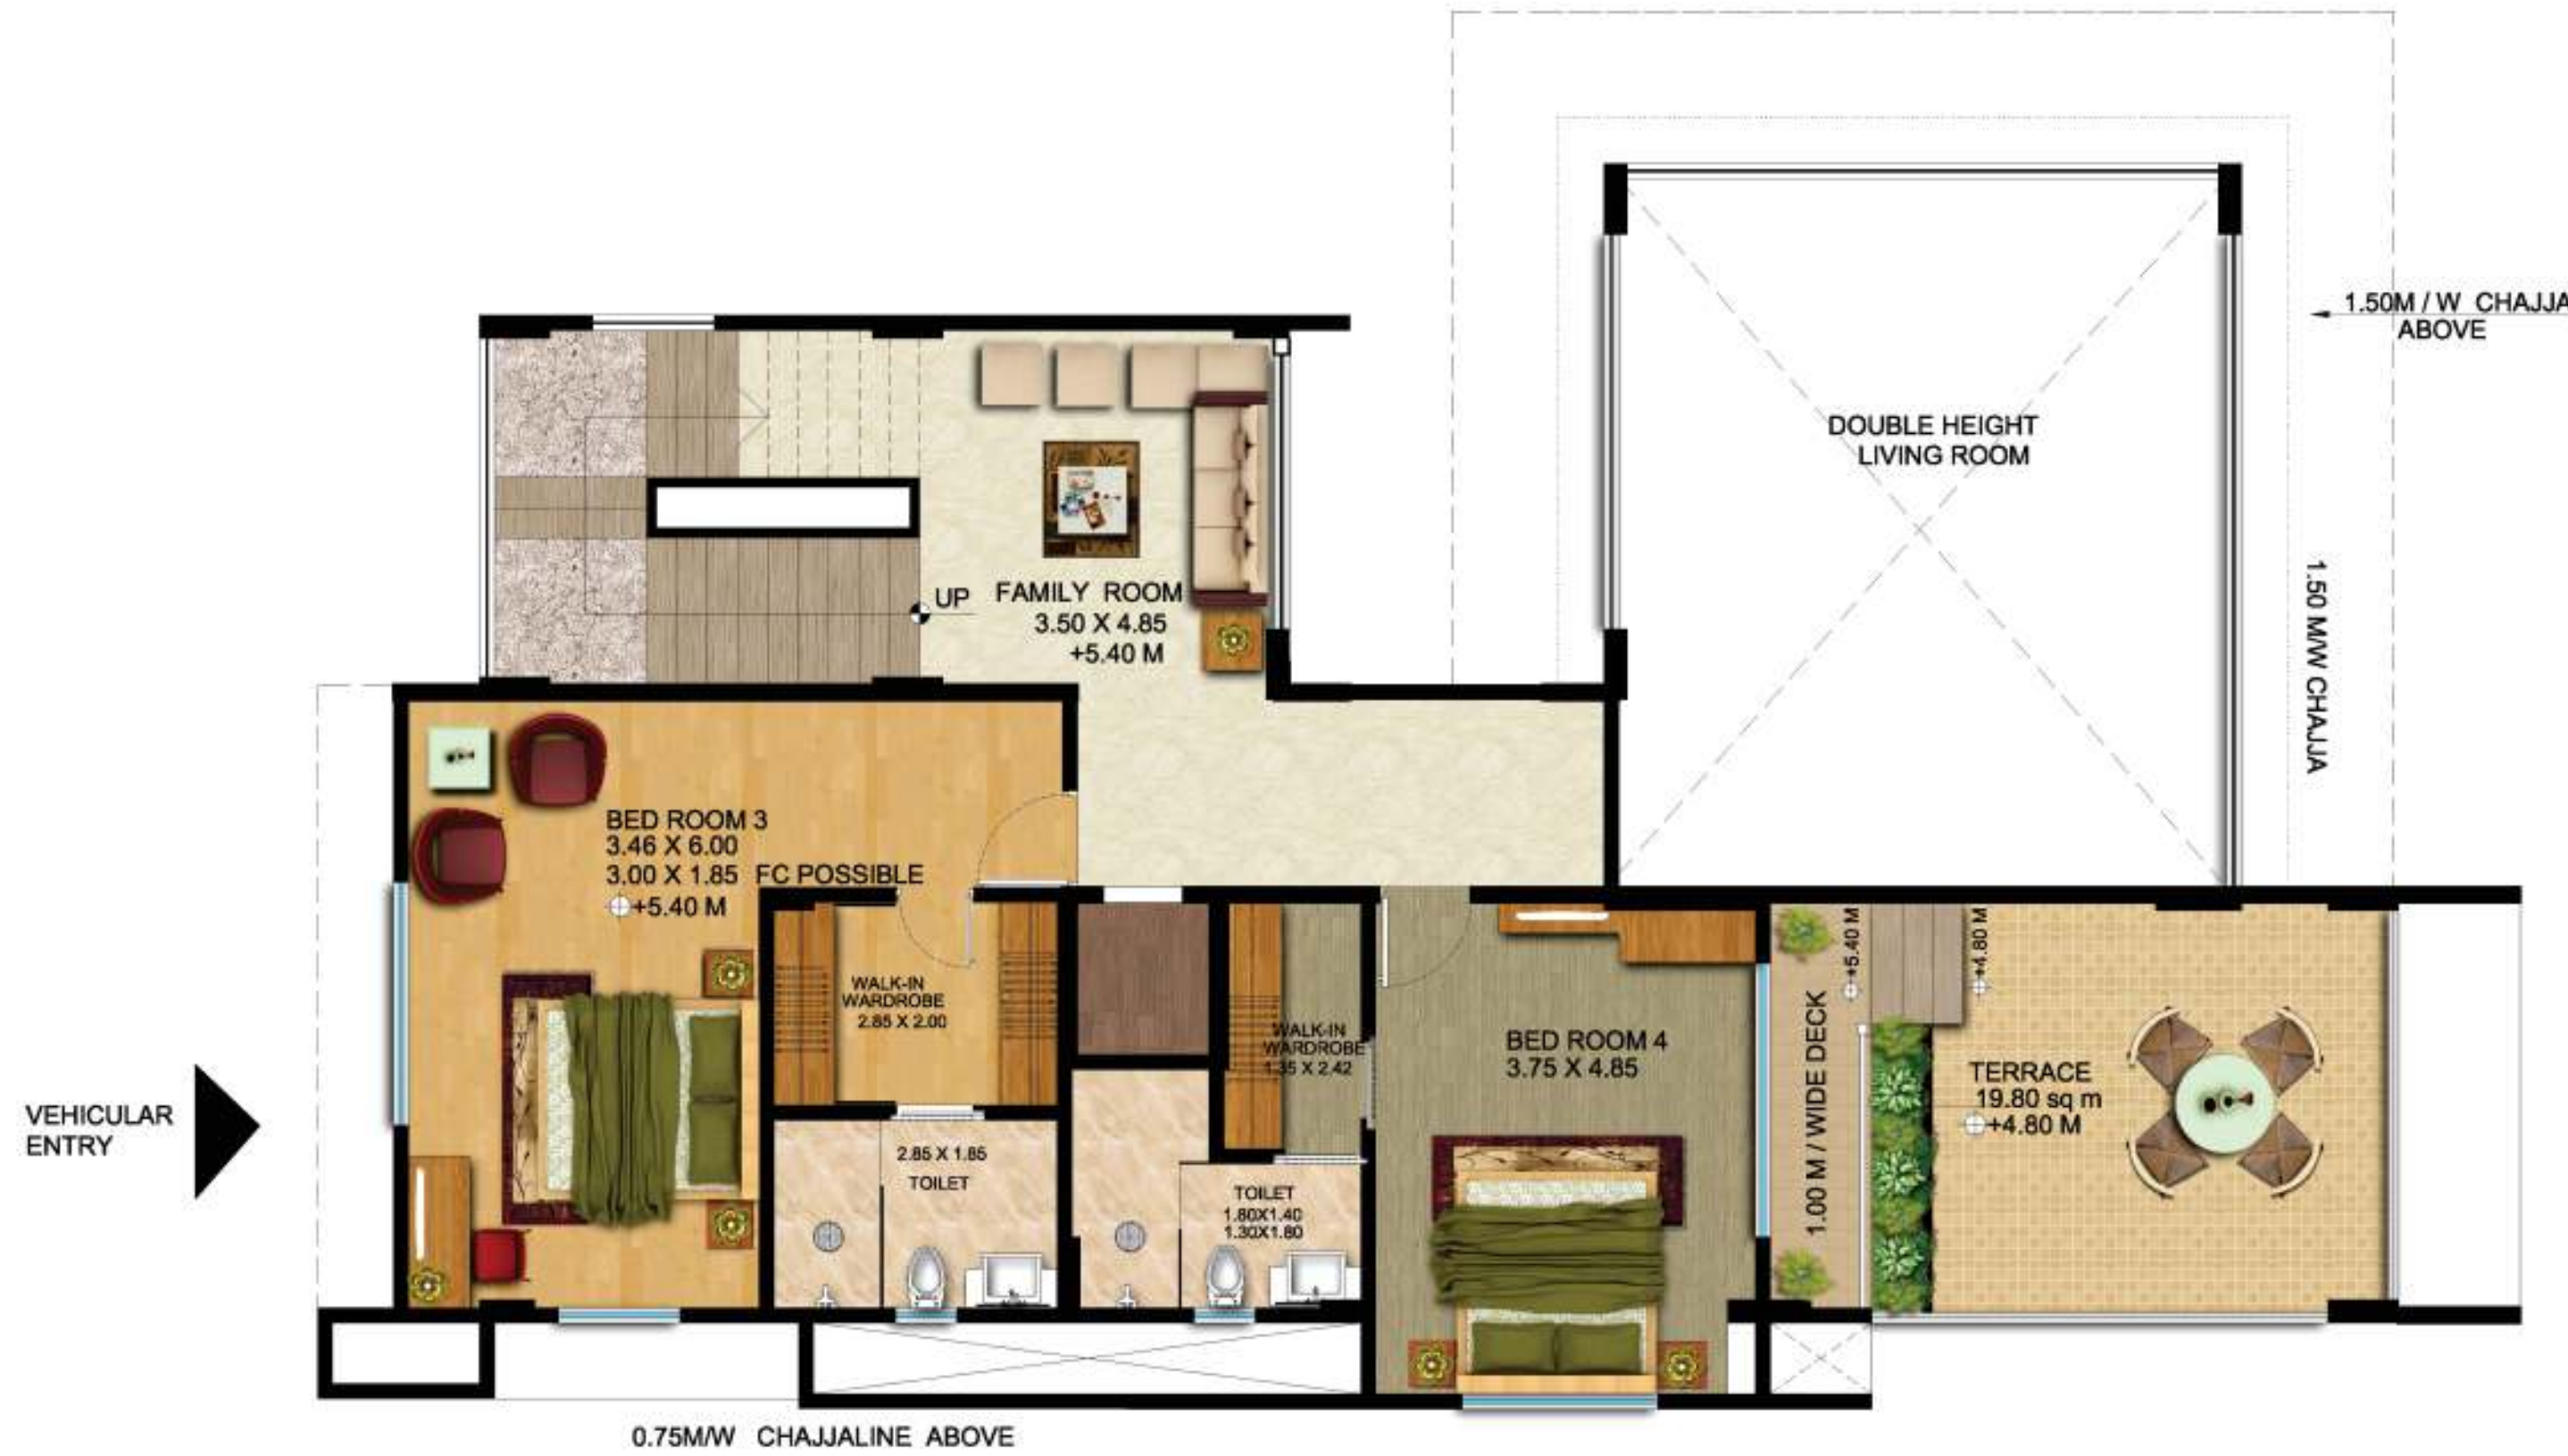 1.50M / W CHAJJA
ABOVE
DOUBLE HEIGHT
LIVING ROOM
1.50 M/W CHAJJA
UP
FAMILY ROOM
3.50 X 4.85
+5.40 M
BED ROOM 3
3.46 X 6.00
3.00 X 1.85 FC POSSIBLE
+5.40 M
WALK-IN
WARDROBE
2.85 X 2.00
WALK-IN
WARDROBE
1.35 X 2.42
BED ROOM 4
3.75 X 4.85
+5.40 M
+4.80 M
1.00 M / WIDE DECK
TERRACE
19.80 sq m
+4.80 M
VEHICULAR
ENTRY
2.85 X 1.85
TOILET
TOILET
1.80X1.40
1.30X1.80
0.75M/W CHAJJALINE ABOVE